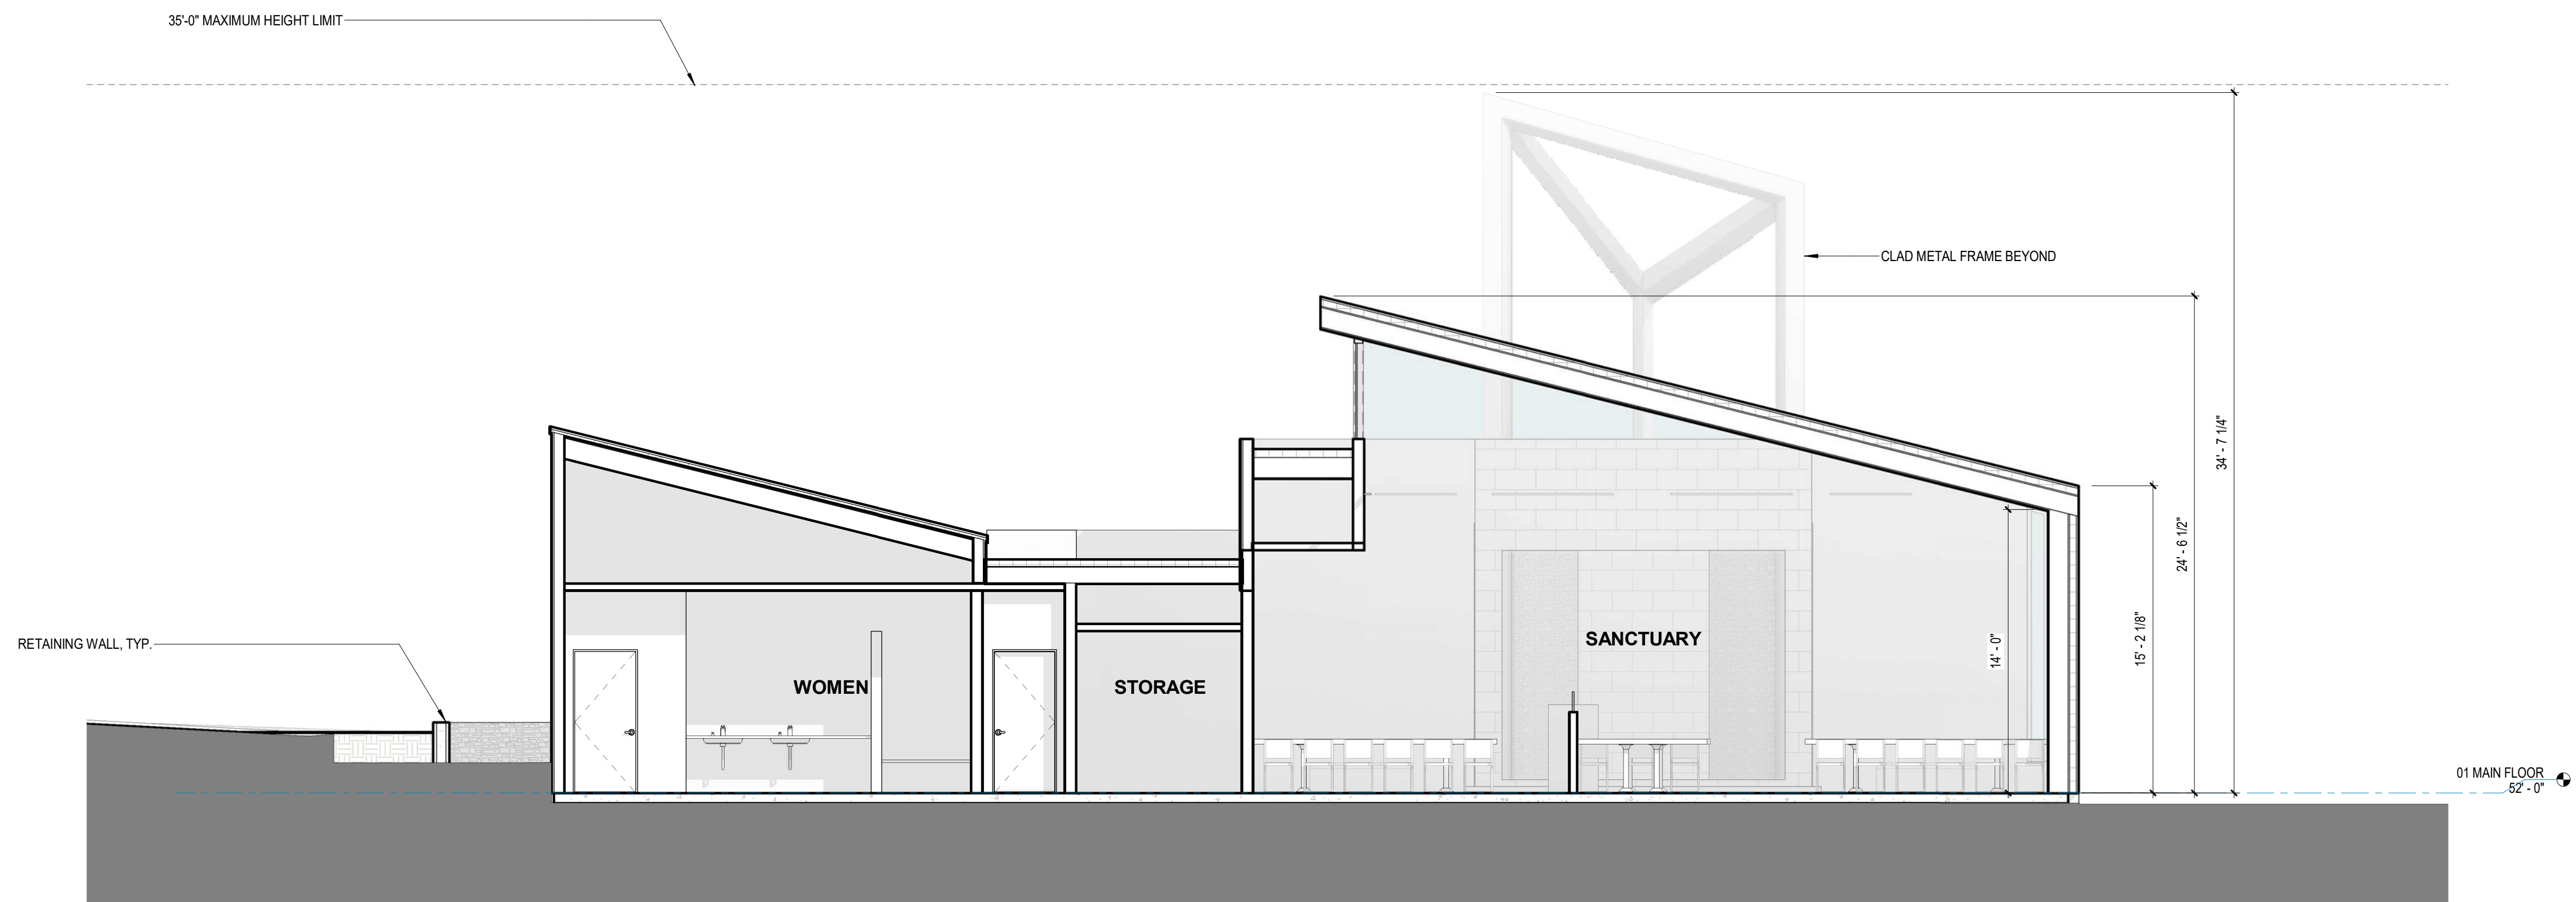 35'-0" MAXIMUM HEIGHT LIMIT
CLAD METAL FRAME BEYOND
34' - 7 1/4"
24' - 6 1/2"
15' - 2 1/8"
14' - 0"
RETAINING WALL, TYP.
WOMEN
STORAGE
SANCTUARY
01 MAIN FLOOR
52' - 0"